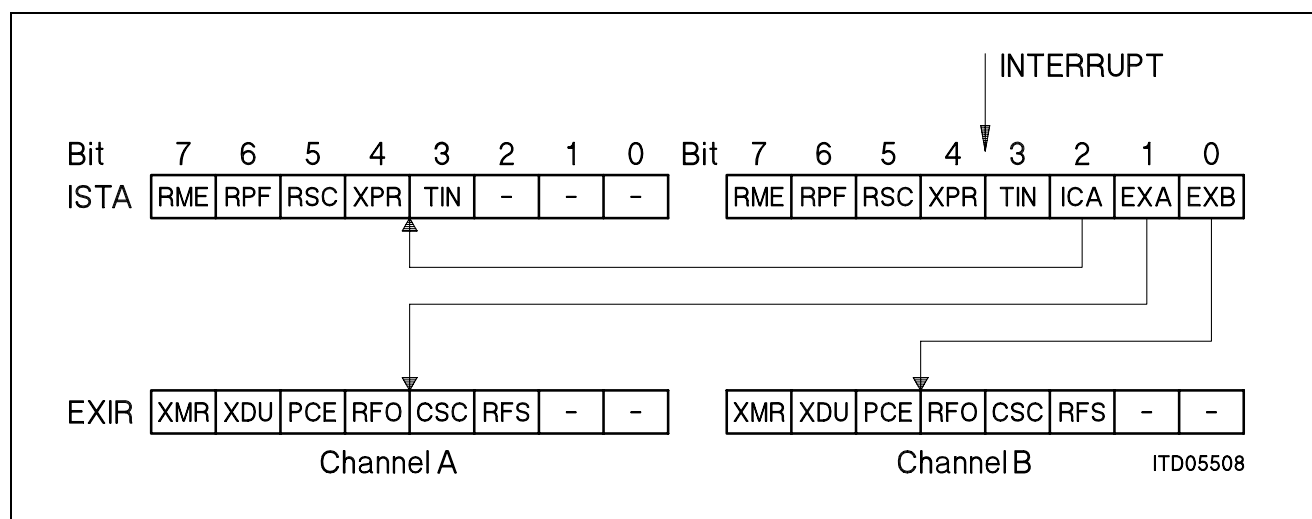 INTERRUPT
Bit 7 6 5 4 3 2 1 0 Bit 7 6 5 4 3 2 1 0
ISTA RME RPF RSC XPR TIN - - - RME RPF RSC XPR TIN ICA EXA EXB
EXIR XMR XDU PCE RFO CSC RFS - - XMR XDU PCE RFO CSC RFS - -
Channel A Channel B ITD05508